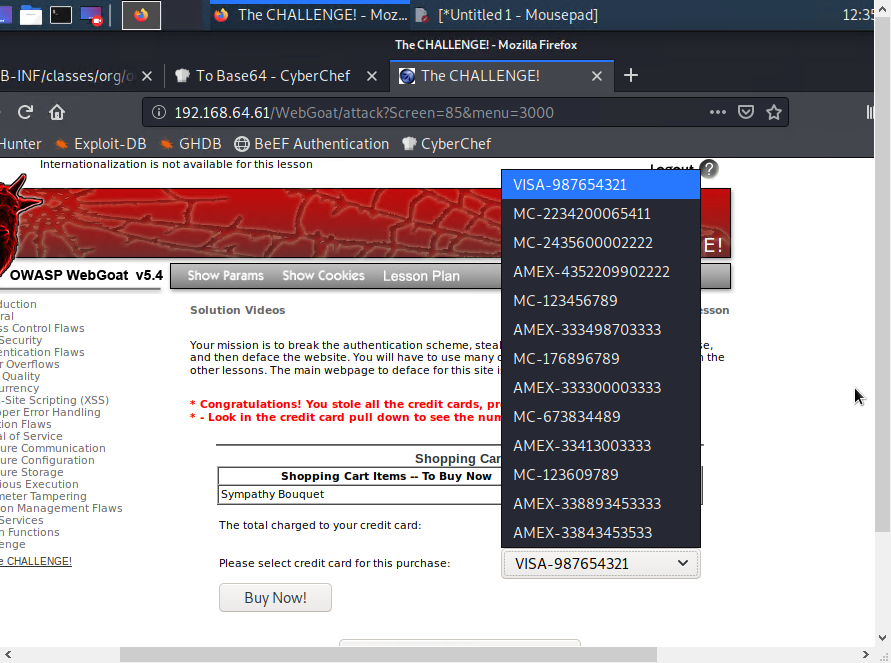 The CHALLENGE! - Moz...
[*Untitled 1 - Mousepad]
12:35
The CHALLENGE! - Mozilla Firefox
B-INF/classes/org/o
To Base64 - CyberChef
The CHALLENGE!
192.168.64.61/WebGoat/attack?Screen=85&menu=3000
Hunter
Exploit-DB
GHDB
BeEF Authentication
CyberChef
Internationalization is not available for this lesson
Logout ?
E!
OWASP WebGoat v5.4
Show Params
Show Cookies
Lesson Plan
Solution Videos
esson
Your mission is to break the authentication scheme, steal
se,
and then deface the website. You will have to use many o
n the
other lessons. The main webpage to deface for this site i
* Congratulations! You stole all the credit cards, pr
* - Look in the credit card pull down to see the num
Shopping Car
Shopping Cart Items -- To Buy Now
Sympathy Bouquet
The total charged to your credit card:
Please select credit card for this purchase:
VISA-987654321
Buy Now!
VISA-987654321
MC-2234200065411
MC-2435600002222
AMEX-4352209902222
MC-123456789
AMEX-333498703333
MC-176896789
AMEX-333300003333
MC-673834489
AMEX-33413003333
MC-123609789
AMEX-338893453333
AMEX-33843453533
duction
ral
ss Control Flaws
Security
entication Flaws
r Overflows
Quality
urrency
-Site Scripting (XSS)
oper Error Handling
tion Flaws
al of Service
ure Communication
ure Configuration
ure Storage
ious Execution
meter Tampering
ion Management Flaws
Services
n Functions
enge
e CHALLENGE!